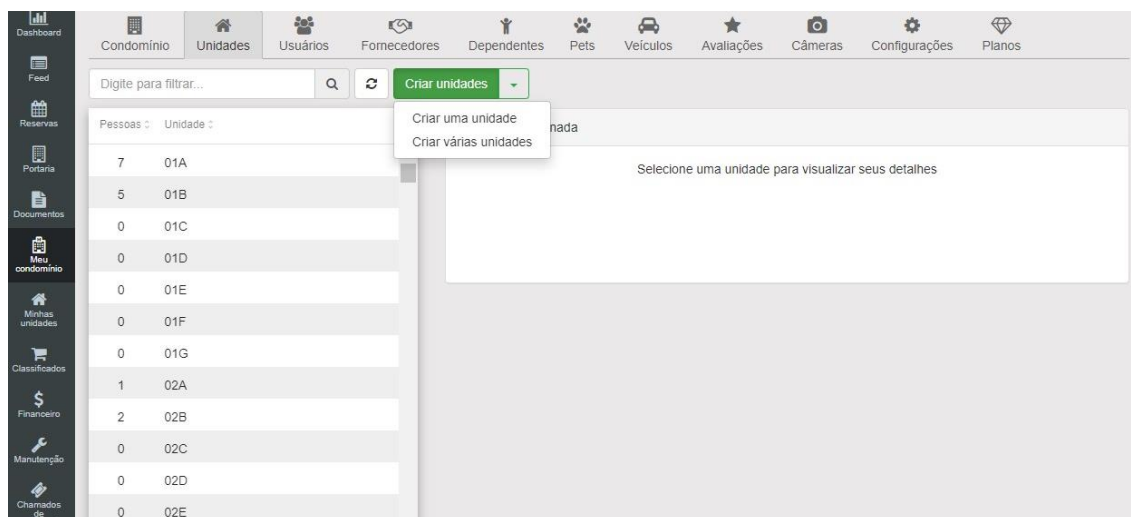 Dashboard
Feed
Reservas
Portaria
Documentos
Meu
condomínio
Minhas
unidades
Classificados
Financeiro
Manutenção
Chamados
de
Condomínio Unidades Usuários Fornecedores Dependentes Pets Veículos Avaliações Câmeras Configurações Planos
Digite para filtrar... Criar unidades
Criar uma unidade
Criar várias unidades
Pessoas Unidade
7 01A
5 01B
0 01C
0 01D
0 01E
0 01F
0 01G
1 02A
2 02B
0 02C
0 02D
0 02E
nada
Selecione uma unidade para visualizar seus detalhes